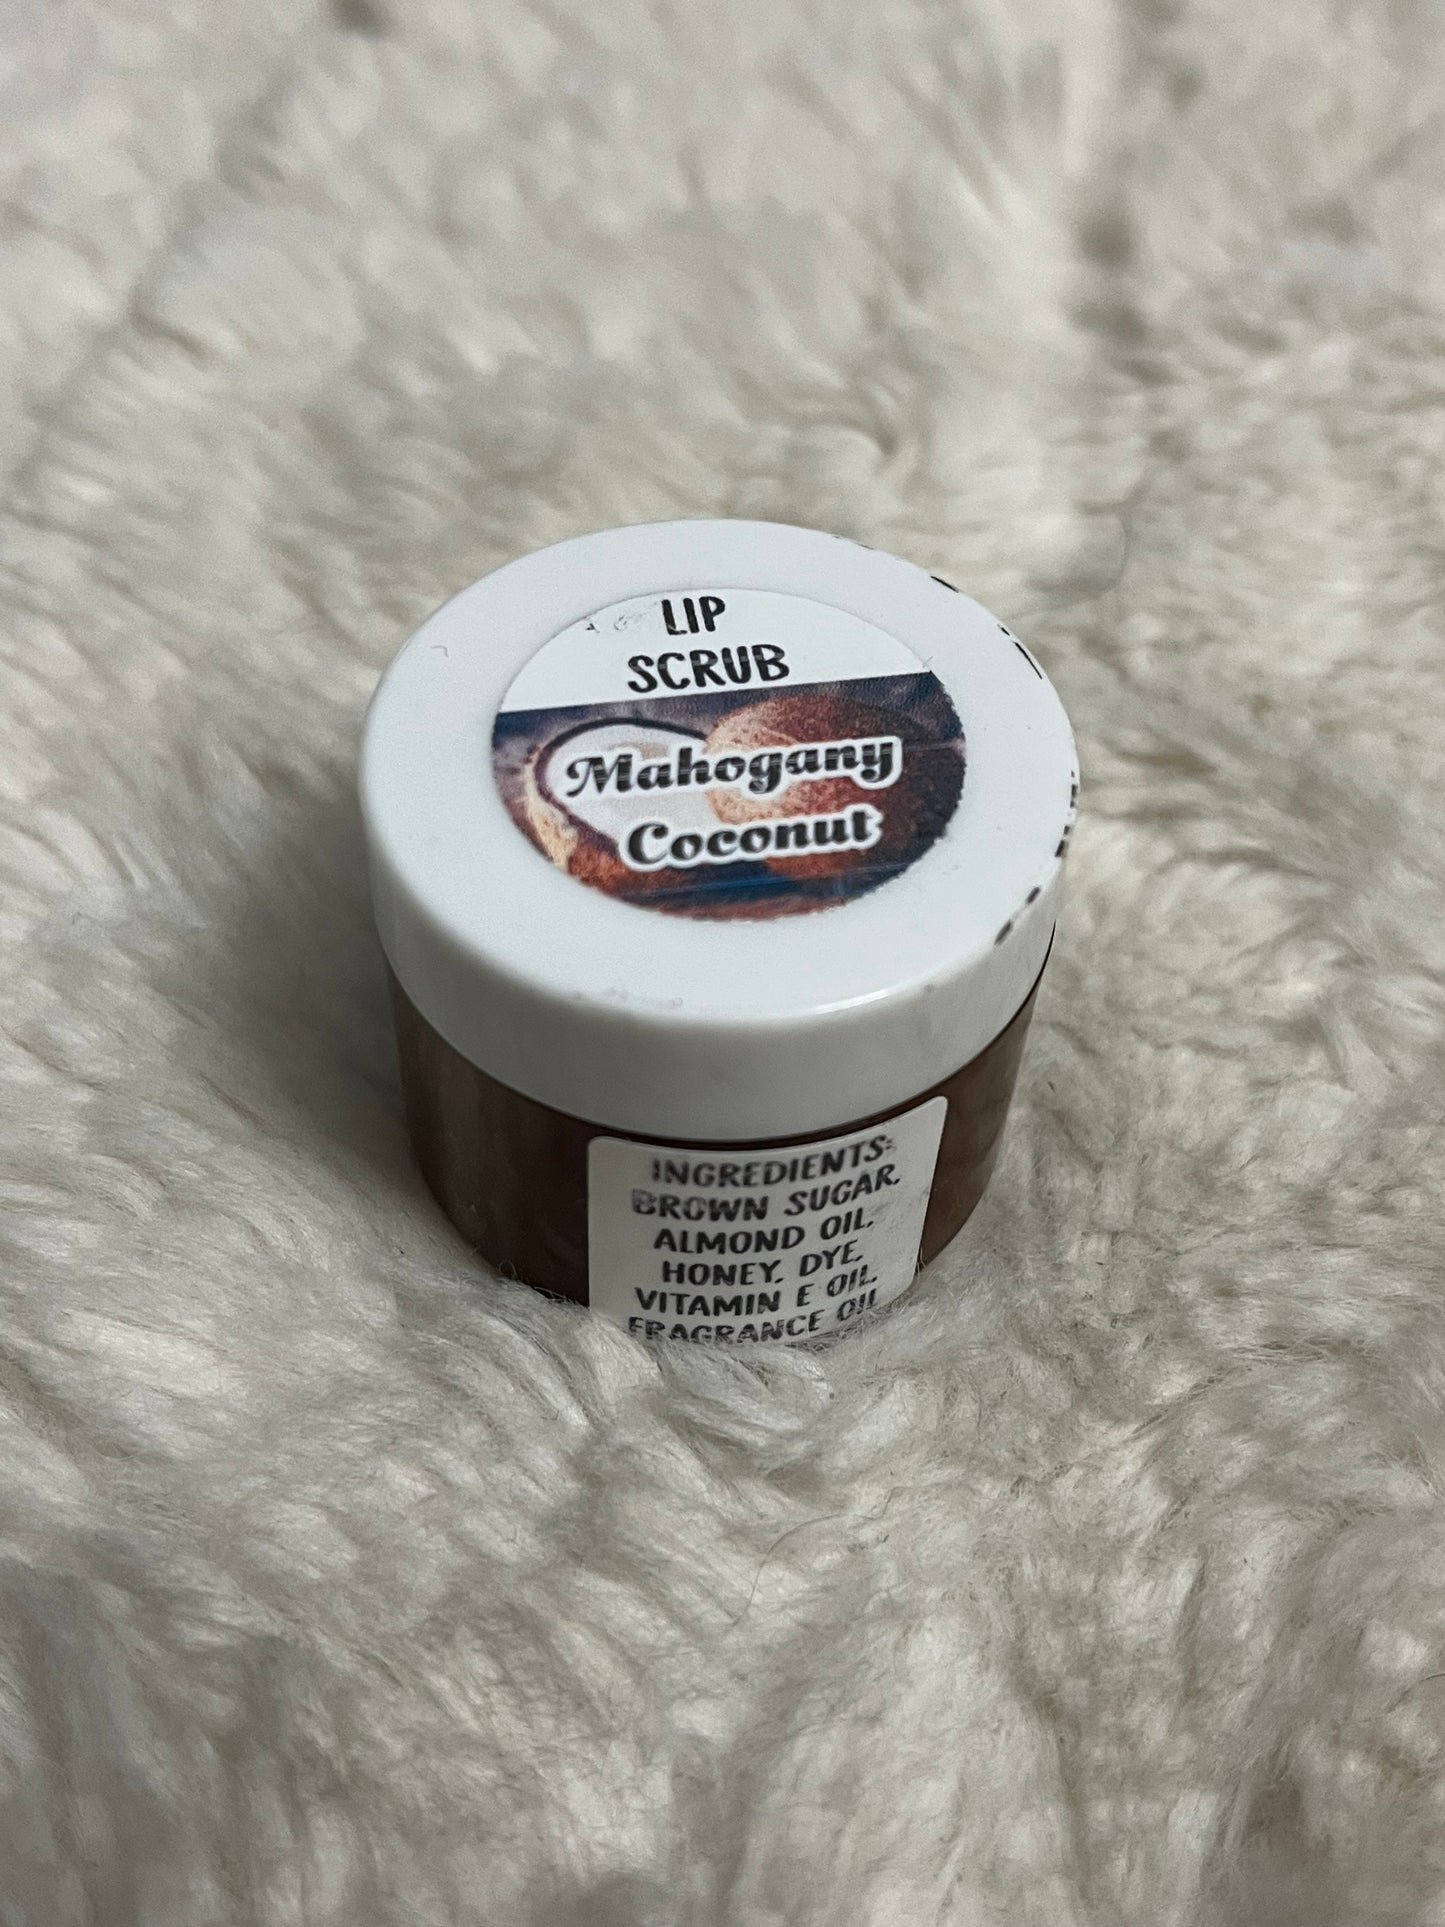 LIP
SCRUB
Mahogany
Coconut
INGREDIENTS:
BROWN SUGAR,
ALMOND OIL,
HONEY, DYE,
VITAMIN E OIL,
FRAGRANCE OIL